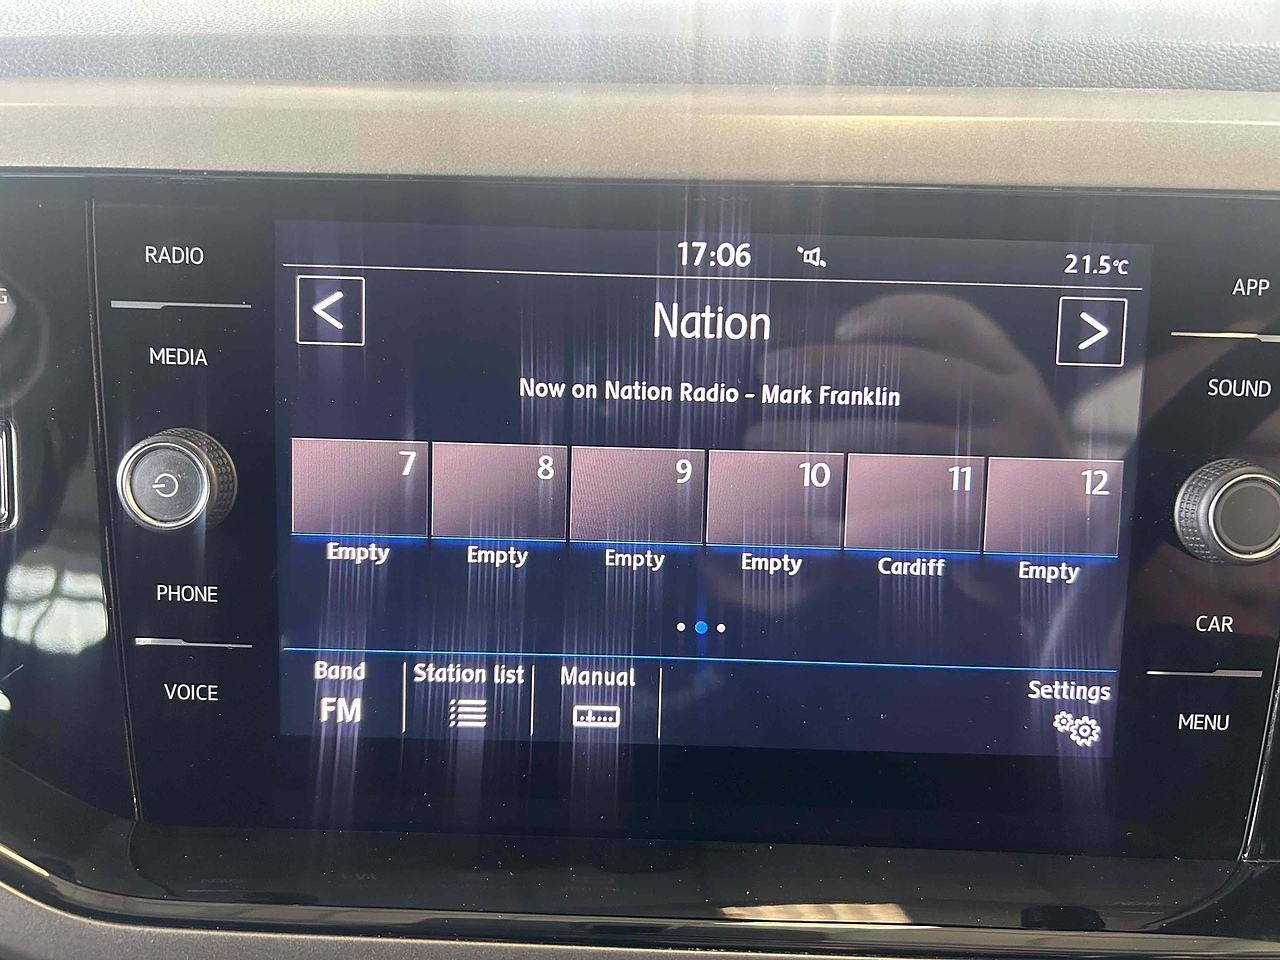 RADIO
MEDIA
PHONE
VOICE
17:06
21.5°C
<
Nation
>
Now on Nation Radio - Mark Franklin
7
8
9
10
11
12
Empty
Empty
Empty
Empty
Cardiff
Empty
Band
Station list
Manual
Settings
FM
APP
SOUND
CAR
MENU